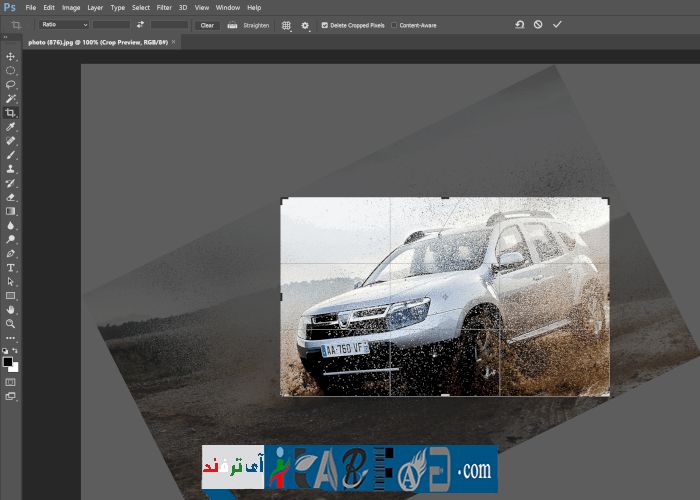 Ps File Edit Image Layer Type Select Filter 3D View Window Help
Ratio Clear Straighten Delete Cropped Pixels Content-Aware
photo (876).jpg @ 100% (Crop Preview, RGB/8#) ×
AA-760 VF
آی ترفند
.com